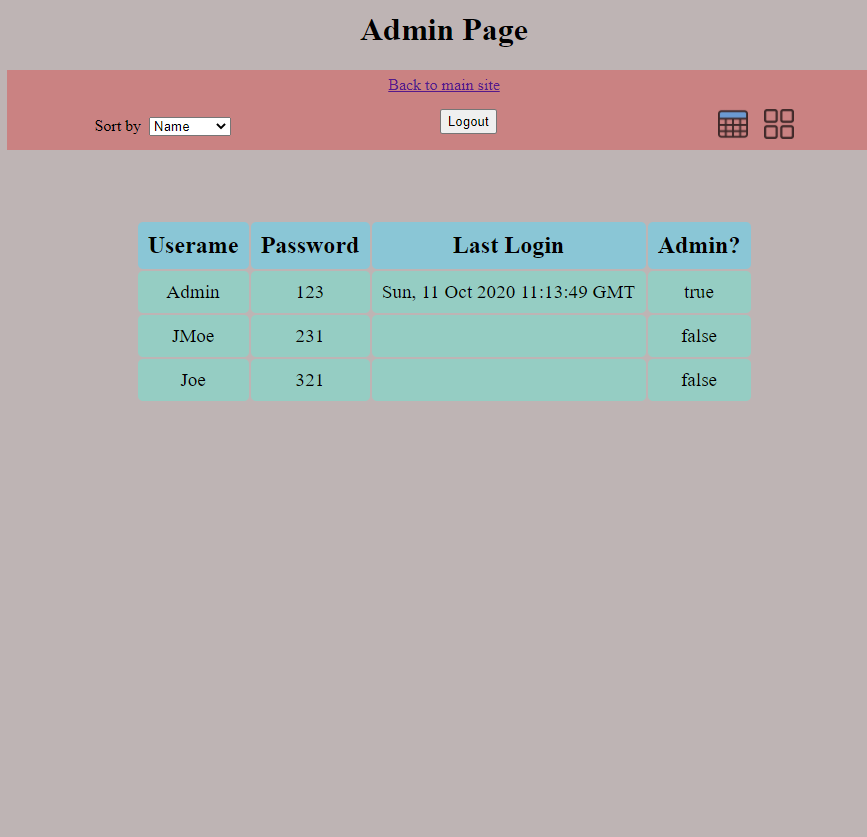 Admin Page
Back to main site
Sort by Name Logout
Userame Password Last Login Admin?
Admin 123 Sun, 11 Oct 2020 11:13:49 GMT true
JMoe 231 false
Joe 321 false